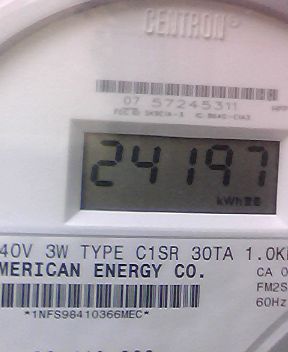 CENTRON®
07 57245311
24197
kWh
40V 3W TYPE C1SR 30TA 1.0K
MERICAN ENERGY CO.
CA 0
FM2S
60Hz
*1NFS98410366MEC*